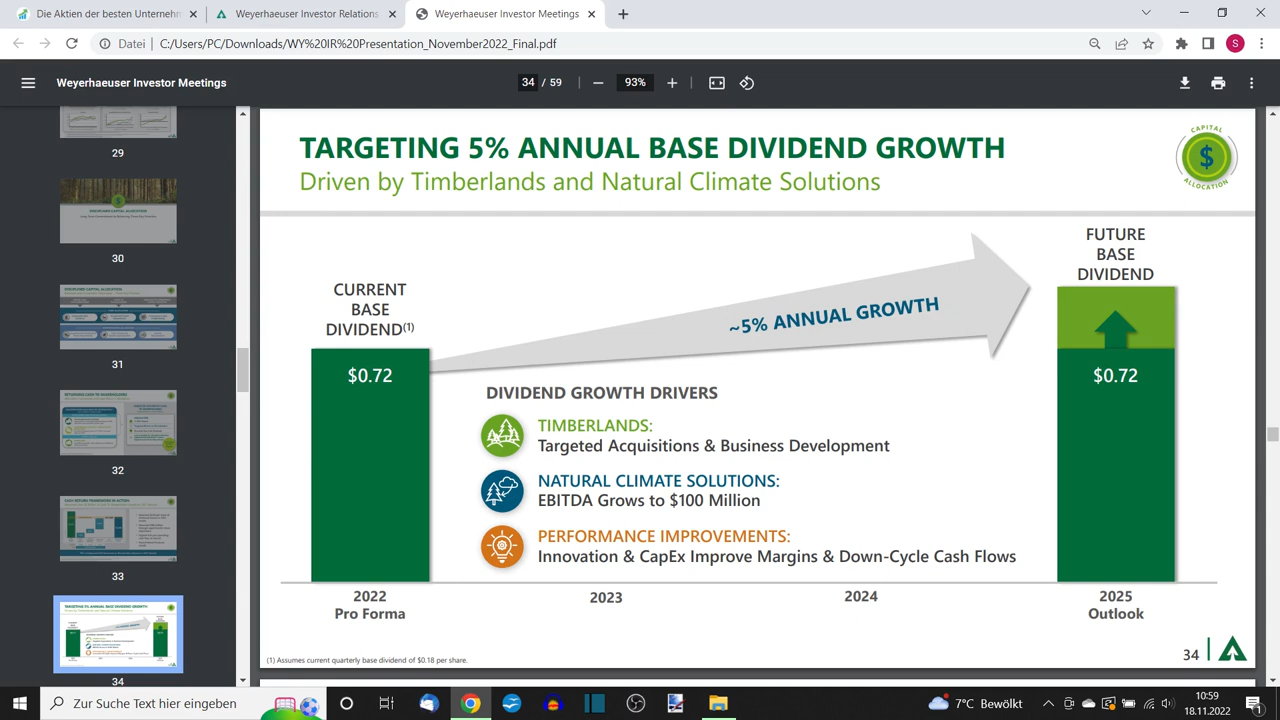 Die Aktien der besten Unternehm
Weyerhaeuser Investor Relations
Weyerhaeuser Investor Meetings
Datei
C:/Users/PC/Downloads/WY%20IR%20Presentation_November2022_Final.pdf
S
Weyerhaeuser Investor Meetings
34 / 59
93%
29
30
31
32
33
34
TARGETING 5% ANNUAL BASE DIVIDEND GROWTH
Driven by Timberlands and Natural Climate Solutions
CAPITAL
$
ALLOCATION
CURRENT
BASE
DIVIDEND(1)
$0.72
~5% ANNUAL GROWTH
FUTURE
BASE
DIVIDEND
$0.72
DIVIDEND GROWTH DRIVERS
TIMBERLANDS:
Targeted Acquisitions & Business Development
NATURAL CLIMATE SOLUTIONS:
EBITDA Grows to $100 Million
PERFORMANCE IMPROVEMENTS:
Innovation & CapEx Improve Margins & Down-Cycle Cash Flows
2022
Pro Forma
2023
2024
2025
Outlook
(1) Assumes current quarterly base dividend of $0.18 per share.
34
Zur Suche Text hier eingeben
7°C Bewölkt
10:59
18.11.2022
1